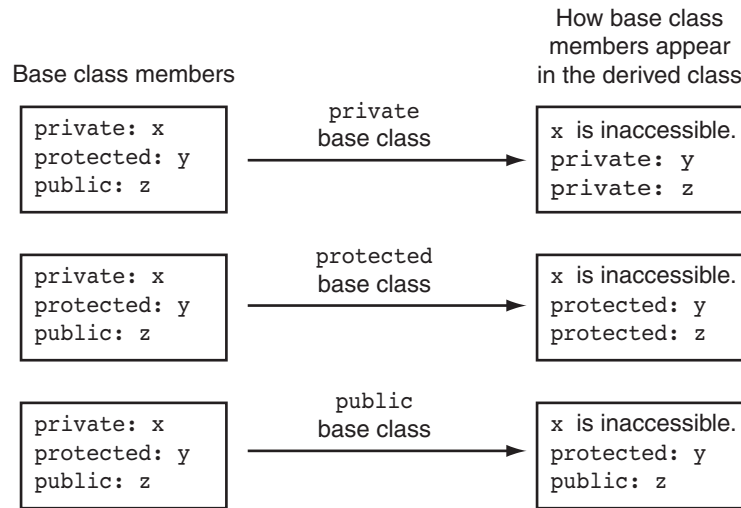 Base class members
How base class
members appear
in the derived class
private: x
protected: y
public: z
private
base class
x is inaccessible.
private: y
private: z
private: x
protected: y
public: z
protected
base class
x is inaccessible.
protected: y
protected: z
private: x
protected: y
public: z
public
base class
x is inaccessible.
protected: y
public: z